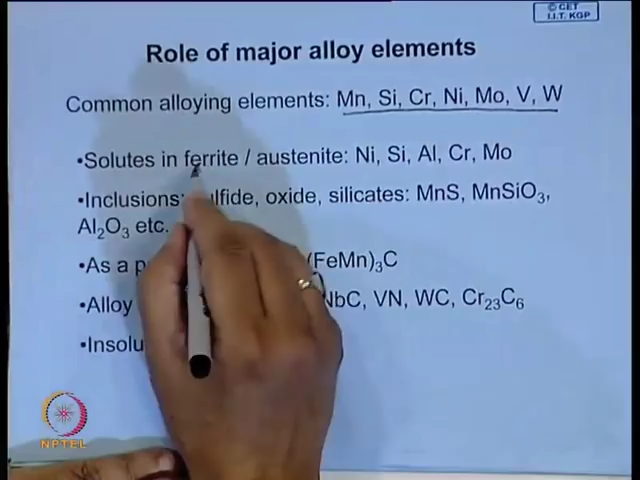 © CET
I.I.T. KGP
Role of major alloy elements
Common alloying elements: Mn, Si, Cr, Ni, Mo, V, W
•Solutes in ferrite / austenite: Ni, Si, Al, Cr, Mo
•Inclusions: sulfide, oxide, silicates: MnS, MnSiO3,
Al2O3 etc.
•As a (FeMn)3C
•Alloy NbC, VN, WC, Cr23C6
NPTEL